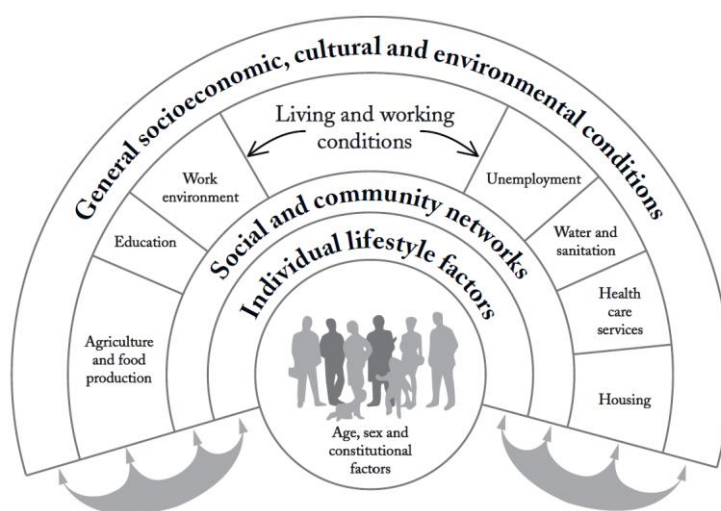 General socioeconomic, cultural and environmental conditions
Living and working
conditions
Work
environment
Education
Agriculture
and food
production
Unemployment
Water and
sanitation
Health
care
services
Housing
Social and community networks
Individual lifestyle factors
Age, sex and
constitutional
factors